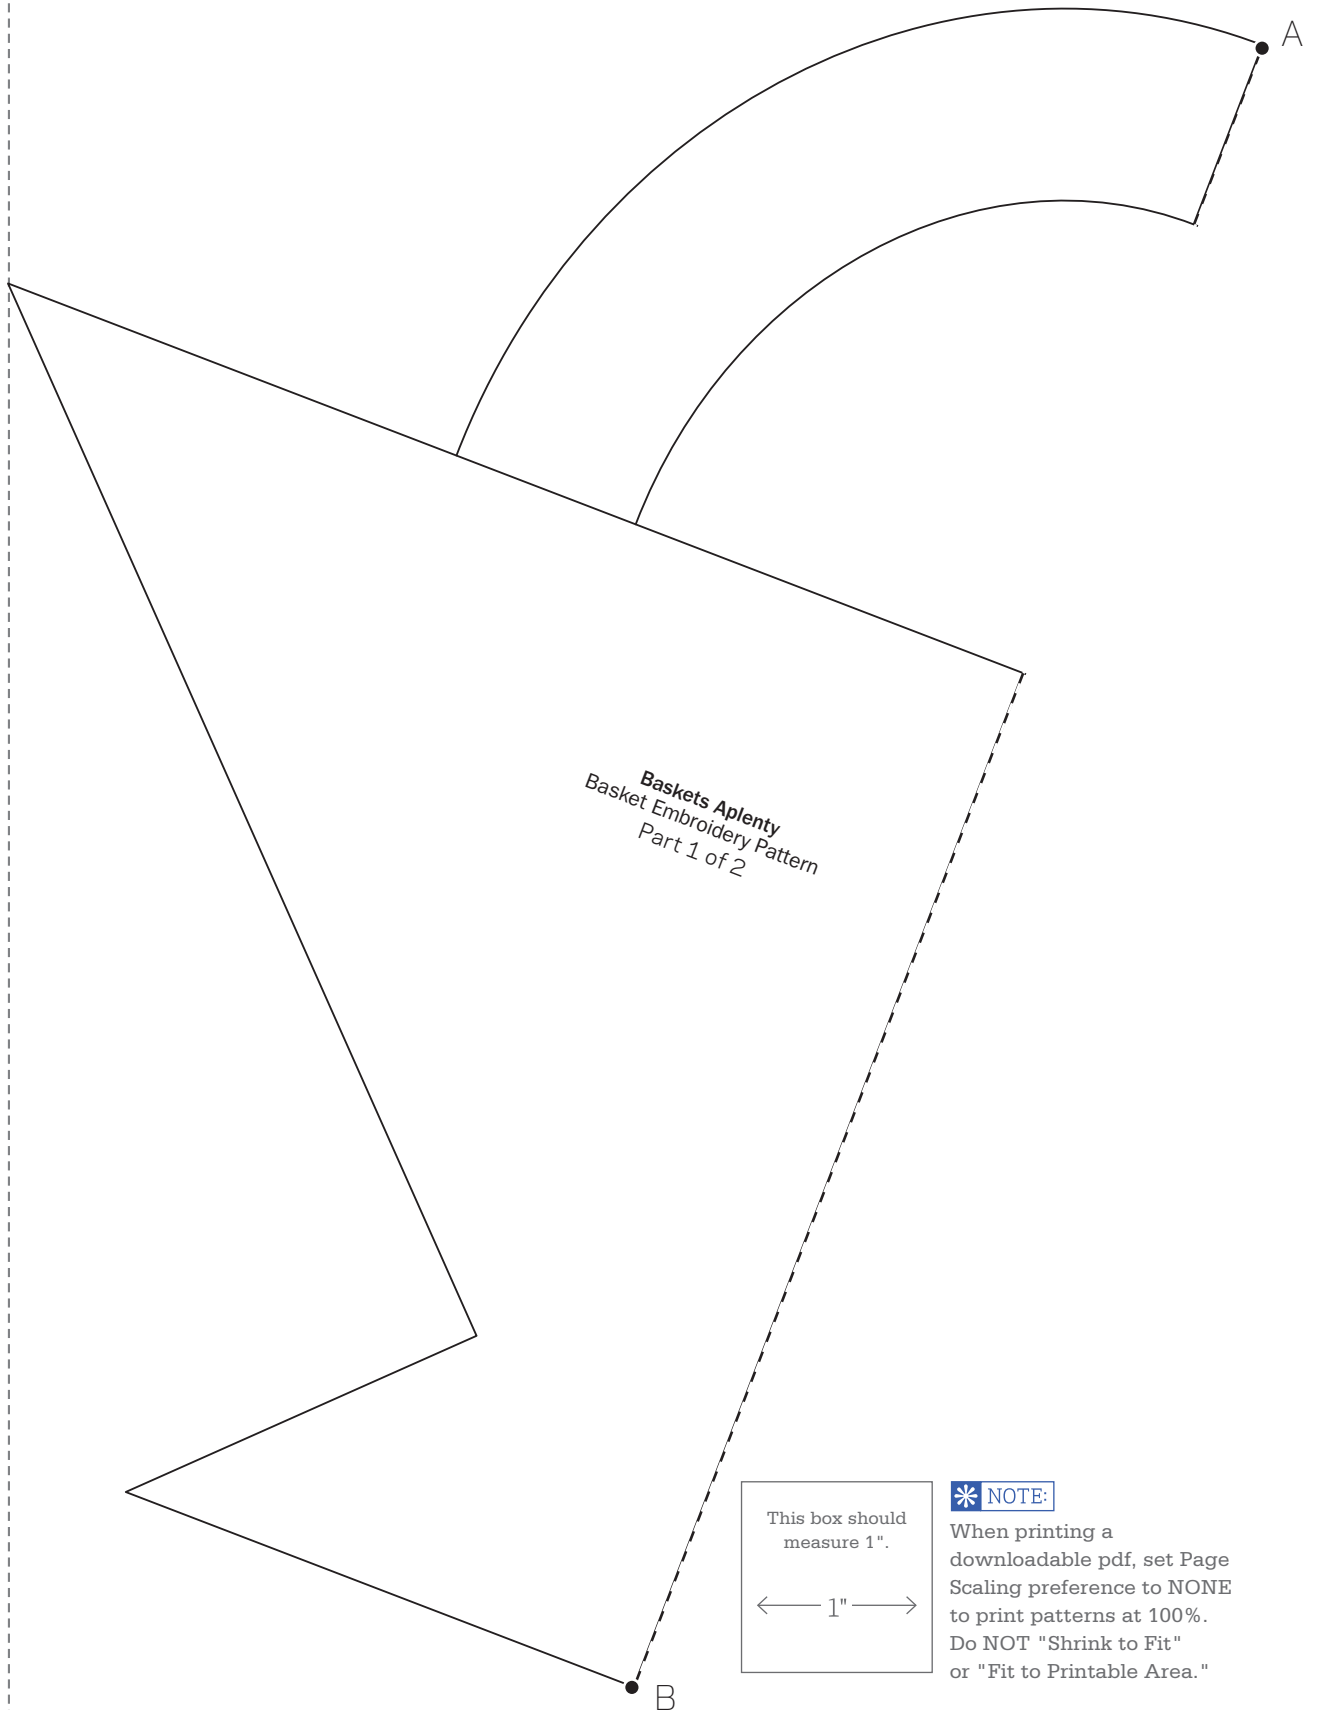 A
Baskets Aplenty
Basket Embroidery Pattern
Part 1 of 2
This box should
measure 1".
1"
NOTE:
When printing a
downloadable pdf, set Page
Scaling preference to NONE
to print patterns at 100%.
Do NOT "Shrink to Fit"
or "Fit to Printable Area."
B